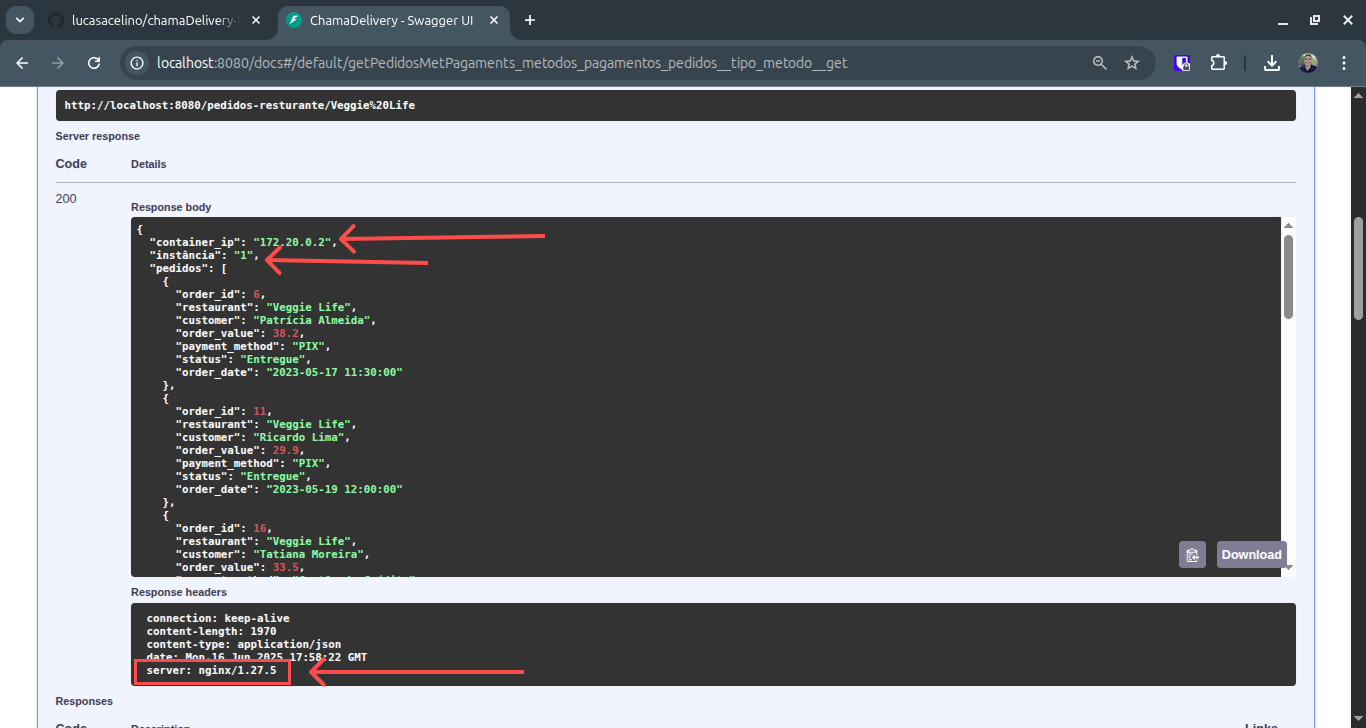 lucasacelino/chamaDelivery-
ChamaDelivery - Swagger UI
localhost:8080/docs#/default/getPedidosMetPagaments_metodos_pagamentos_pedidos__tipo_metodo__get
http://localhost:8080/pedidos-resturante/Veggie%20Life
Server response
Code Details
200
Response body
{
"container_ip": "172.20.0.2",
"instância": "1",
"pedidos": [
{
"order_id": 6,
"restaurant": "Veggie Life",
"customer": "Patrícia Almeida",
"order_value": 38.2,
"payment_method": "PIX",
"status": "Entregue",
"order_date": "2023-05-17 11:30:00"
},
{
"order_id": 11,
"restaurant": "Veggie Life",
"customer": "Ricardo Lima",
"order_value": 29.9,
"payment_method": "PIX",
"status": "Entregue",
"order_date": "2023-05-19 12:00:00"
},
{
"order_id": 16,
"restaurant": "Veggie Life",
"customer": "Tatiana Moreira",
"order_value": 33.5,
Download
Response headers
connection: keep-alive
content-length: 1970
content-type: application/json
date: Mon,16 Jun 2025 17:58:22 GMT
server: nginx/1.27.5
Responses
Code Description Links